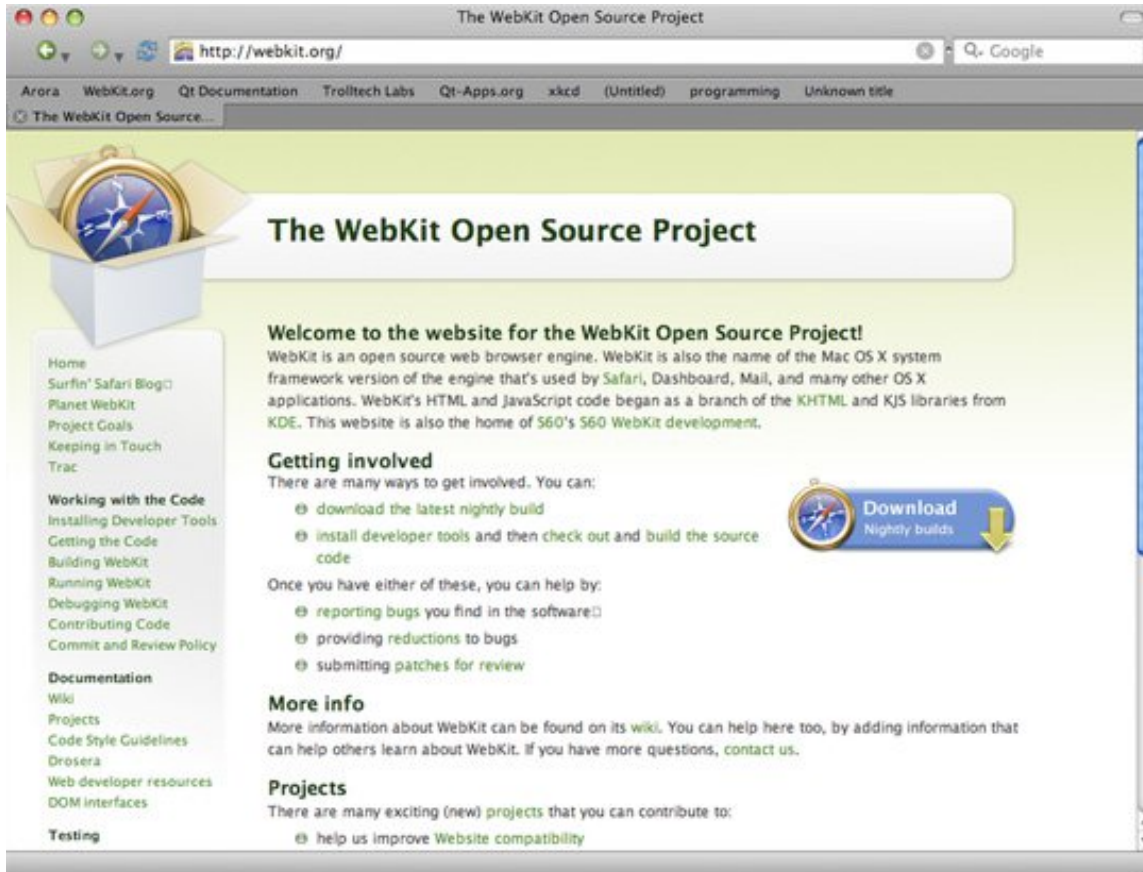 The WebKit Open Source Project
http://webkit.org/
Google
Arora WebKit.org Qt Documentation Trolltech Labs Qt-Apps.org xkcd (Untitled) programming Unknown title
The WebKit Open Source...
The WebKit Open Source Project
Home
Surfin' Safari Blog
Planet WebKit
Project Goals
Keeping in Touch
Trac
Working with the Code
Installing Developer Tools
Getting the Code
Building WebKit
Running WebKit
Debugging WebKit
Contributing Code
Commit and Review Policy
Documentation
Wiki
Projects
Code Style Guidelines
Drosera
Web developer resources
DOM interfaces
Testing
Welcome to the website for the WebKit Open Source Project!
WebKit is an open source web browser engine. WebKit is also the name of the Mac OS X system
framework version of the engine that's used by Safari, Dashboard, Mail, and many other OS X
applications. WebKit's HTML and JavaScript code began as a branch of the KHTML and KJS libraries from
KDE. This website is also the home of S60's S60 WebKit development.
Getting involved
There are many ways to get involved. You can:
download the latest nightly build
install developer tools and then check out and build the source
code
Download
Nightly builds
Once you have either of these, you can help by:
reporting bugs you find in the software
providing reductions to bugs
submitting patches for review
More info
More information about WebKit can be found on its wiki. You can help here too, by adding information that
can help others learn about WebKit. If you have more questions, contact us.
Projects
There are many exciting (new) projects that you can contribute to:
help us improve Website compatibility